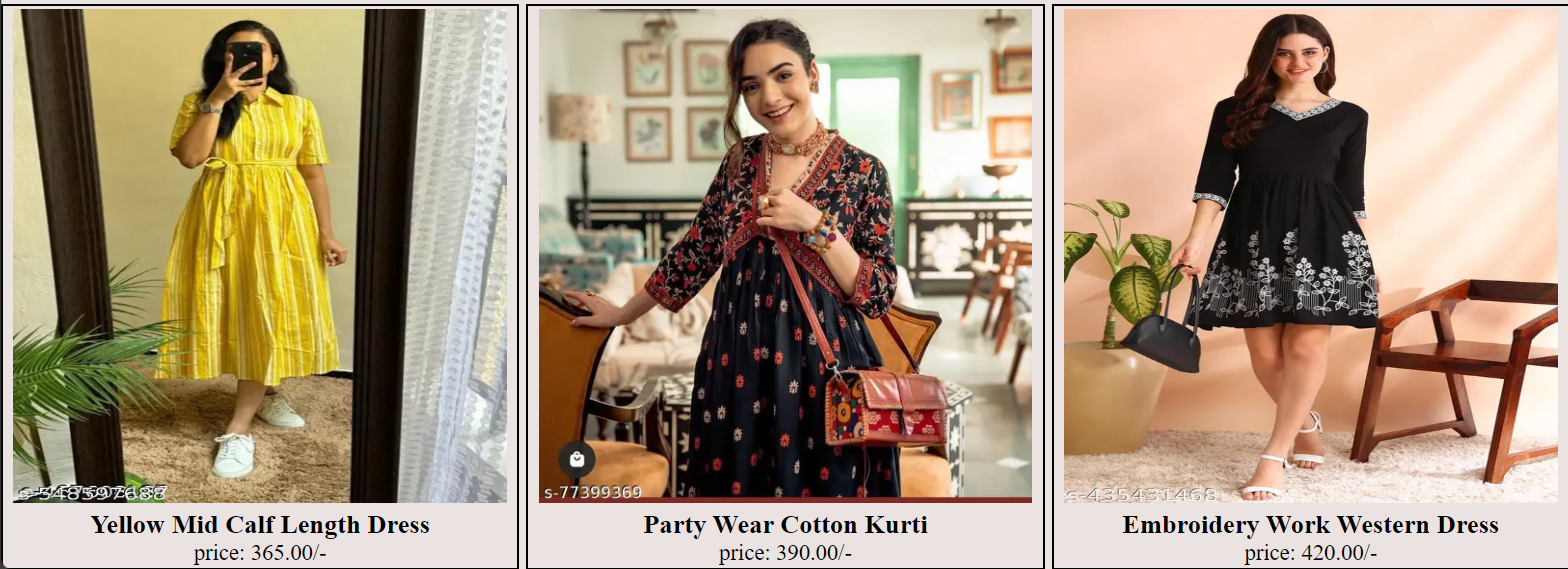 s-77399369
s-435431468
Yellow Mid Calf Length Dress
price: 365.00/-
Party Wear Cotton Kurti
price: 390.00/-
Embroidery Work Western Dress
price: 420.00/-